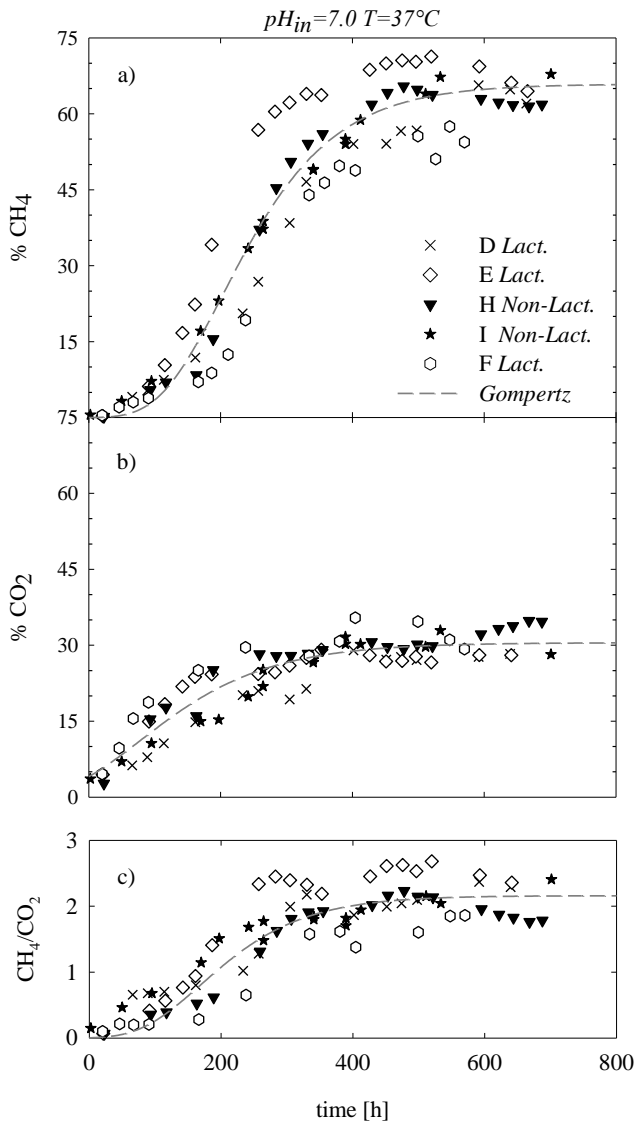 pHin=7.0 T=37°C
75
a)
60
45
30
15
% CH4
D Lact.
E Lact.
H Non-Lact.
I Non-Lact.
F Lact.
Gompertz
75
b)
60
45
30
15
0
% CO2
3
c)
2
1
0
CH4/CO2
0 200 400 600 800
time [h]